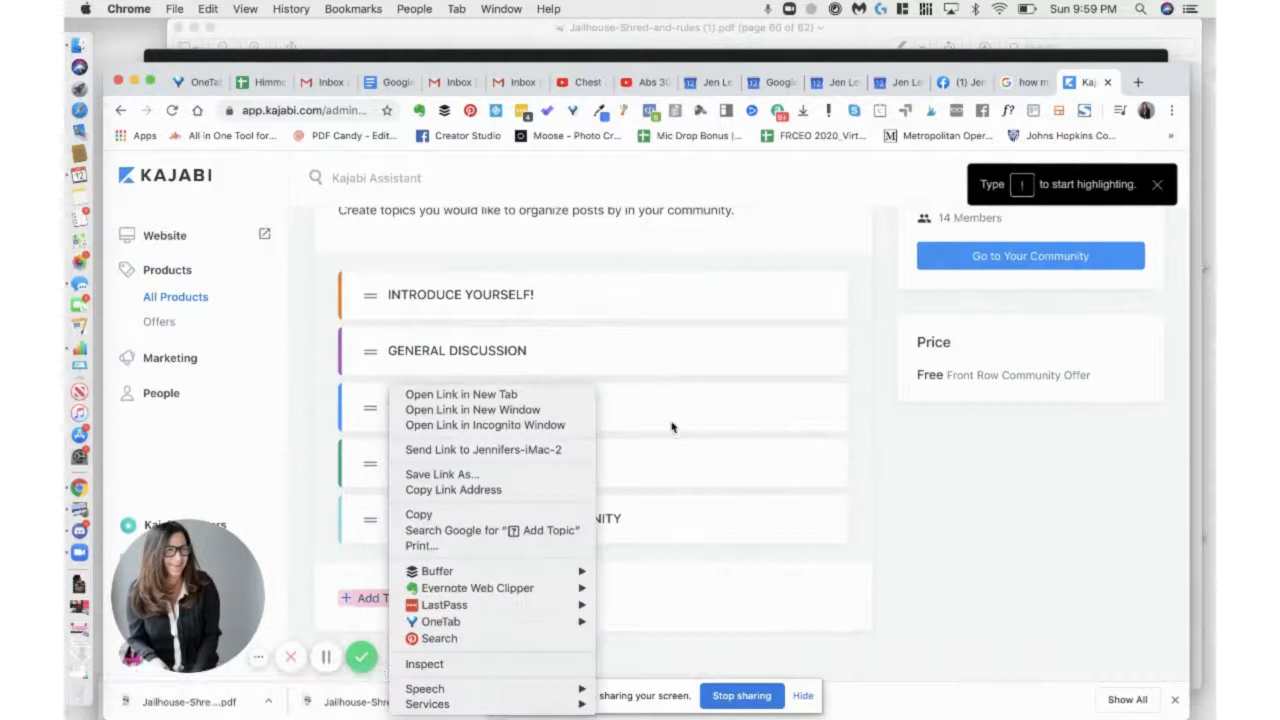 Chrome File Edit View History Bookmarks People Tab Window Help Sun 9:59 PM
Jailhouse-Shred-and-rules (1).pdf (page 60 of 62)
OneTab Himme Inbox Google Inbox Inbox Chest Abs 30 Jen Le Google Jen Le Jen Le (1) Jen how m Kaj
app.kajabi.com/admin...
Apps All in One Tool for... PDF Candy - Edit... Creator Studio Moose - Photo Cr... Mic Drop Bonus |... FRCEO 2020_Virt... Metropolitan Oper... Johns Hopkins Co... »
KAJABI
Kajabi Assistant
Type ! to start highlighting.
Create topics you would like to organize posts by in your community.
14 Members
Go to Your Community
Website
Products
All Products
Offers
Marketing
People
INTRODUCE YOURSELF!
GENERAL DISCUSSION
NITY
+ Add T
Price
Free Front Row Community Offer
Open Link in New Tab
Open Link in New Window
Open Link in Incognito Window
Send Link to Jennifers-iMac-2
Save Link As...
Copy Link Address
Copy
Search Google for "? Add Topic"
Print...
Buffer
Evernote Web Clipper
LastPass
OneTab
Search
Inspect
Speech
Services
sharing your screen. Stop sharing Hide
Jailhouse-Shre....pdf Jailhouse-Shre Show All